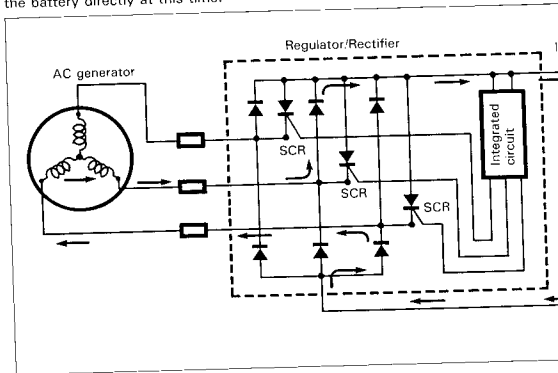 the battery directly at this time.
Regulator/Rectifier
AC generator
SCR
SCR
SCR
Integrated
circuit